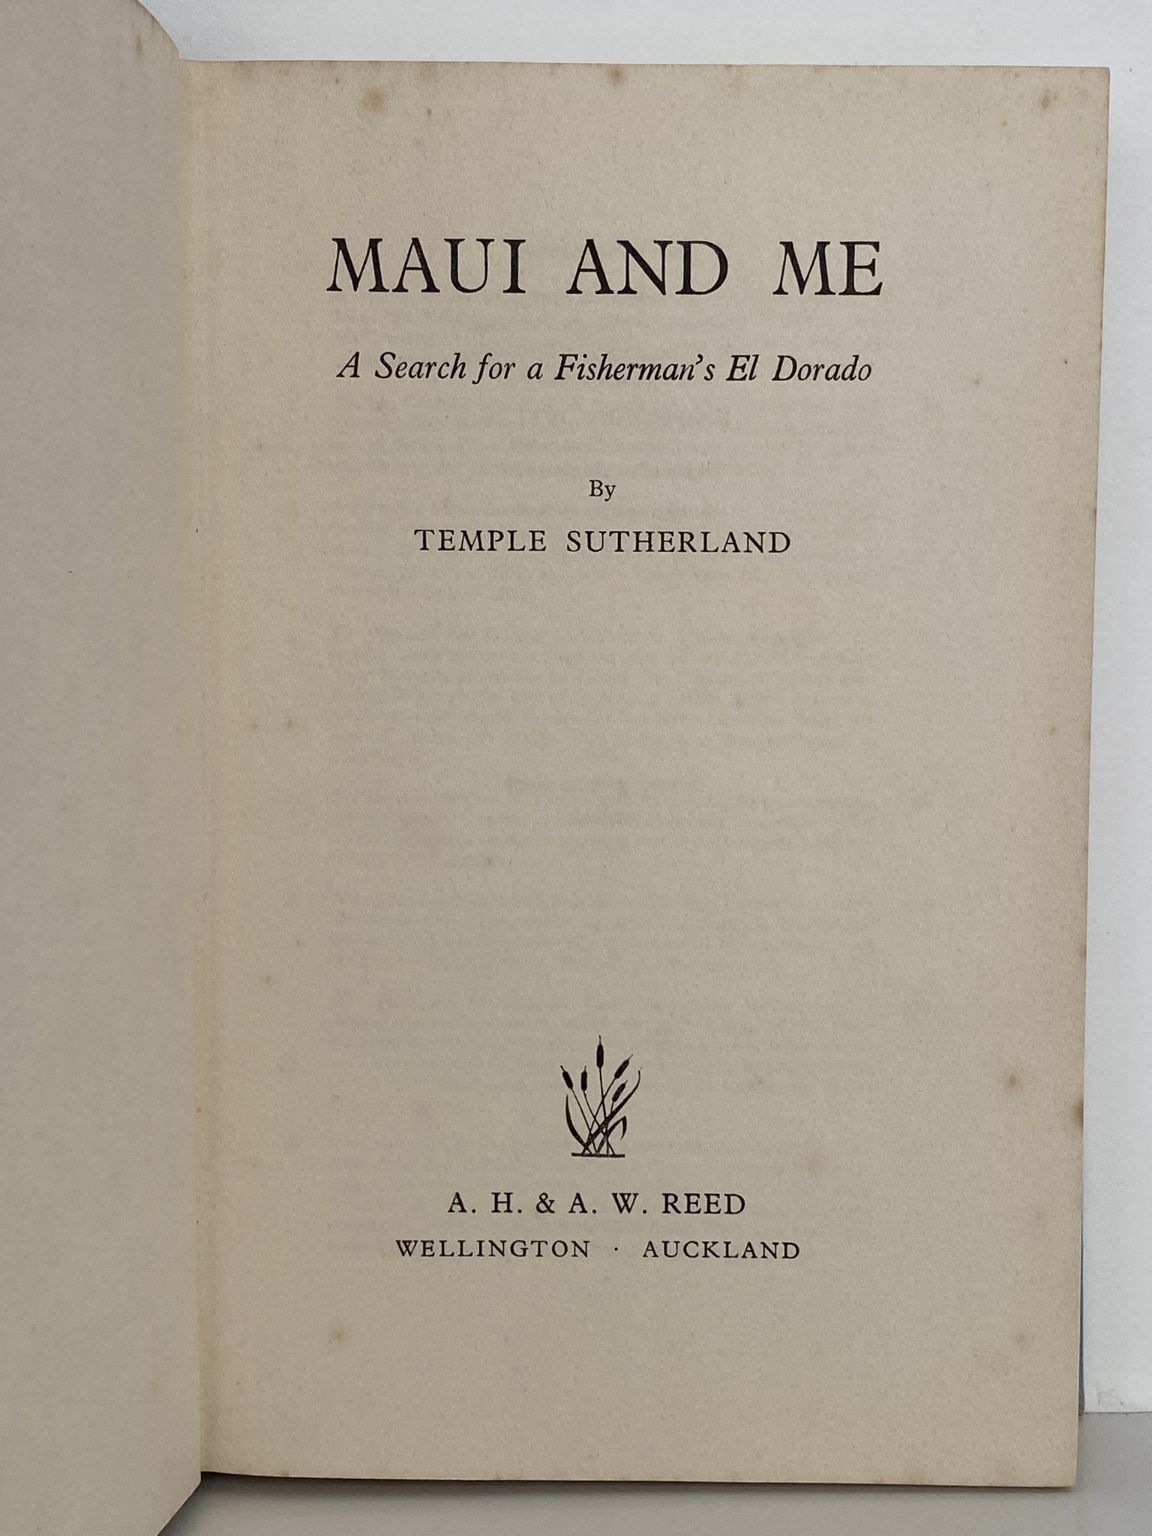 MAUI AND ME
A Search for a Fisherman's El Dorado
By
TEMPLE SUTHERLAND
A. H. & A. W. REED
WELLINGTON · AUCKLAND